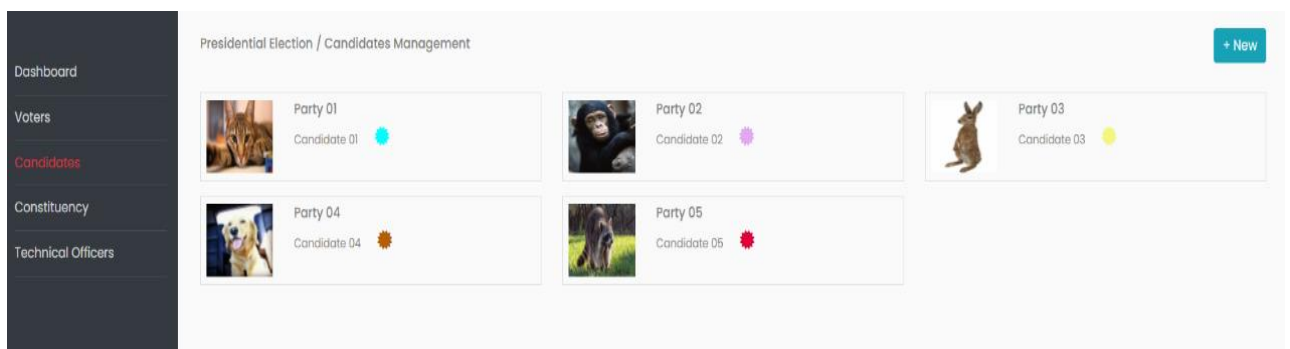 Presidential Election / Candidates Management
+ New
Dashboard
Voters
Candidates
Constituency
Technical Officers
Party 01
Candidate 01
Party 02
Candidate 02
Party 03
Candidate 03
Party 04
Candidate 04
Party 05
Candidate 05